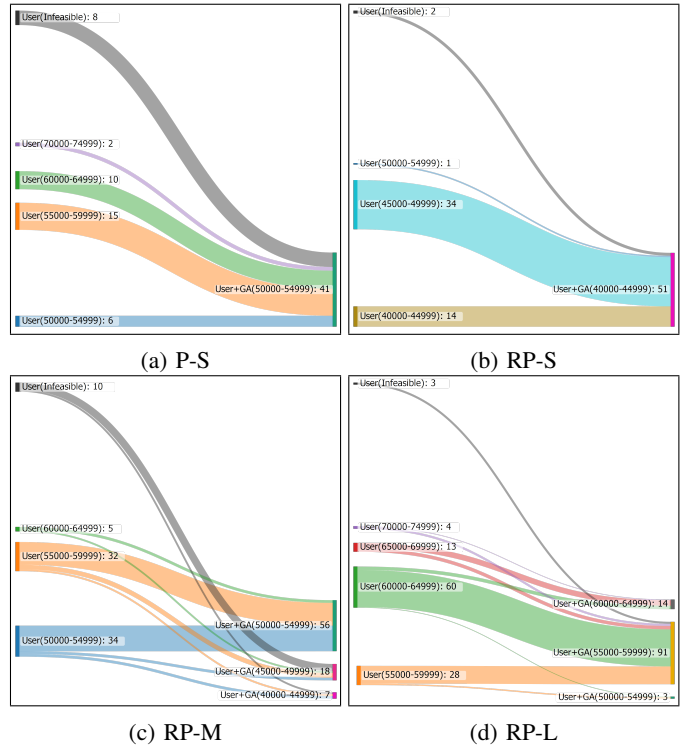 User(Infeasible): 8
User(70000-74999): 2
User(60000-64999): 10
User(55000-59999): 15
User+GA(50000-54999): 41
User(50000-54999): 6
(a) P-S
User(Infeasible): 2
User(50000-54999): 1
User(45000-49999): 34
User+GA(40000-44999): 51
User(40000-44999): 14
(b) RP-S
User(Infeasible): 10
User(60000-64999): 5
User(55000-59999): 32
User+GA(50000-54999): 56
User(50000-54999): 34
User+GA(45000-49999): 18
User+GA(40000-44999): 7
(c) RP-M
User(Infeasible): 3
User(70000-74999): 4
User(65000-69999): 13
User(60000-64999): 60
User+GA(60000-64999): 14
User+GA(55000-59999): 91
User(55000-59999): 28
User+GA(50000-54999): 3
(d) RP-L